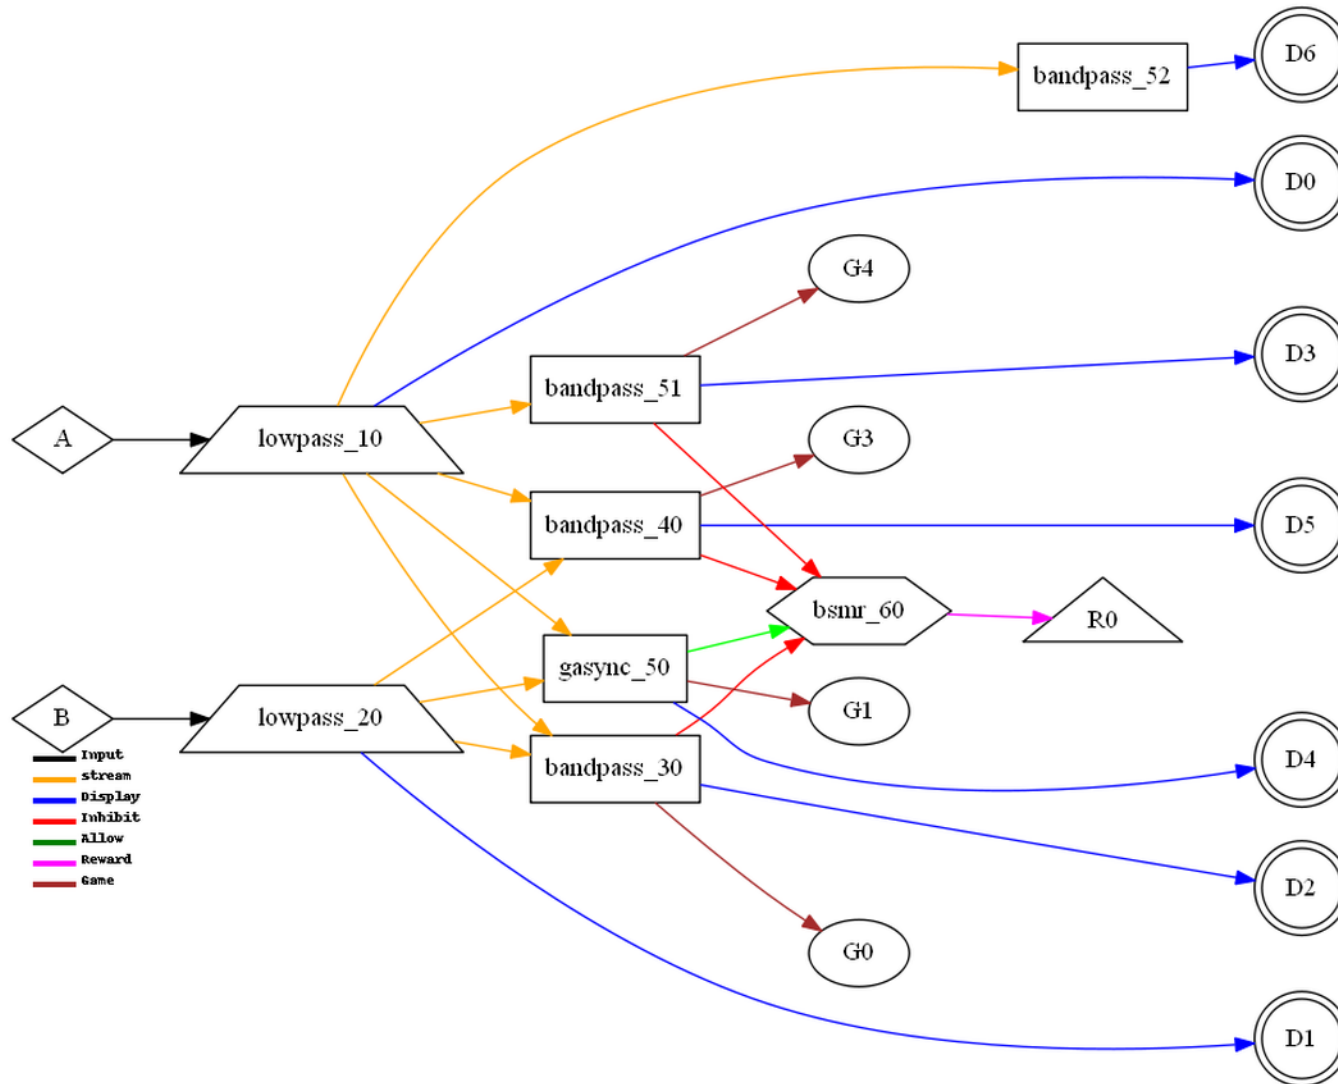 D6
bandpass_52
D0
G4
D3
bandpass_51
A
lowpass_10
G3
bandpass_40
D5
bsmr_60
R0
gasync_50
B
lowpass_20
G1
D4
bandpass_30
Input
stream
Display
Inhibit
Allow
Reward
Game
D2
G0
D1